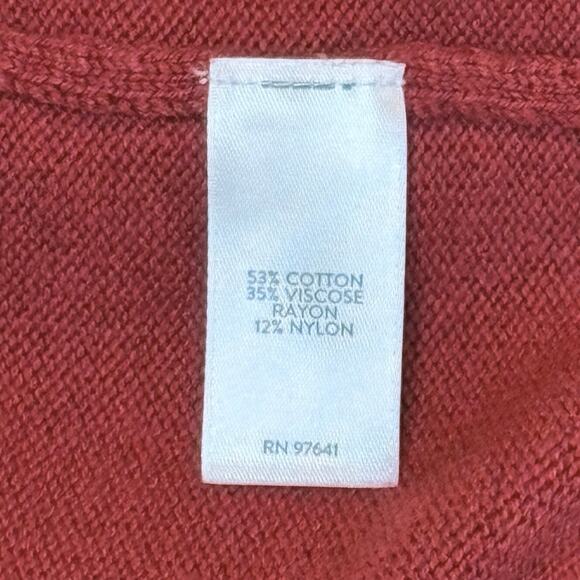 53% COTTON
35% VISCOSE
RAYON
12% NYLON
RN 97641